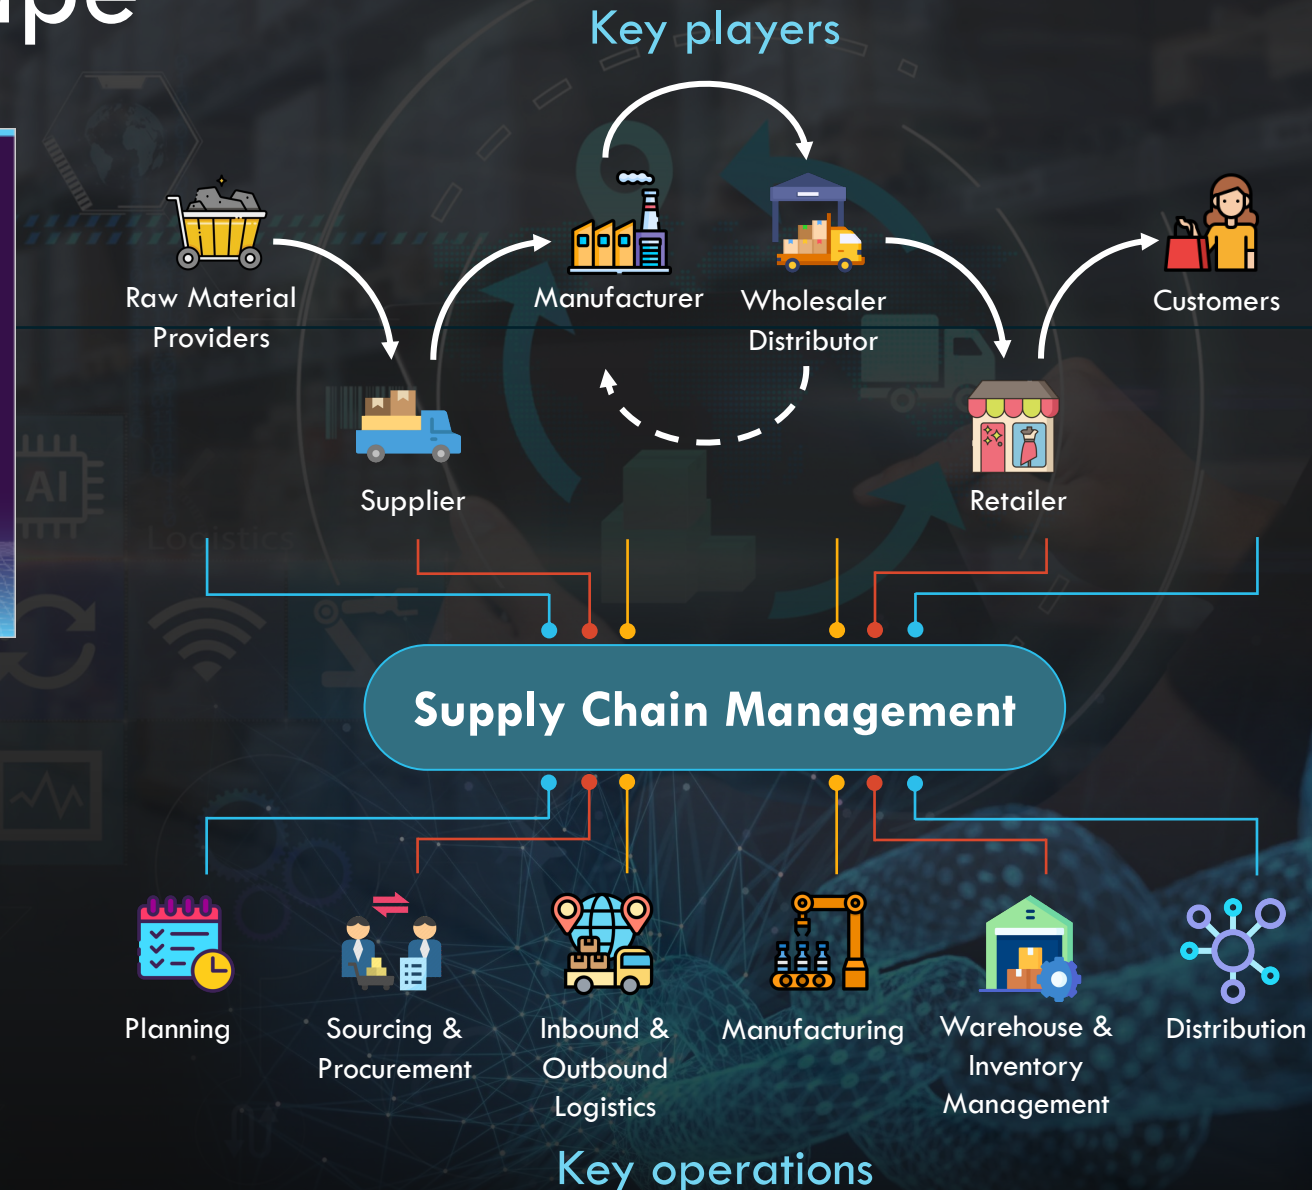 Key players
Raw Material
Providers
Manufacturer
Wholesaler
Distributor
Customers
Supplier
Retailer
AI
Logistics
Supply Chain Management
Planning
Sourcing &
Procurement
Inbound &
Outbound
Logistics
Manufacturing
Warehouse &
Inventory
Management
Distribution
Key operations